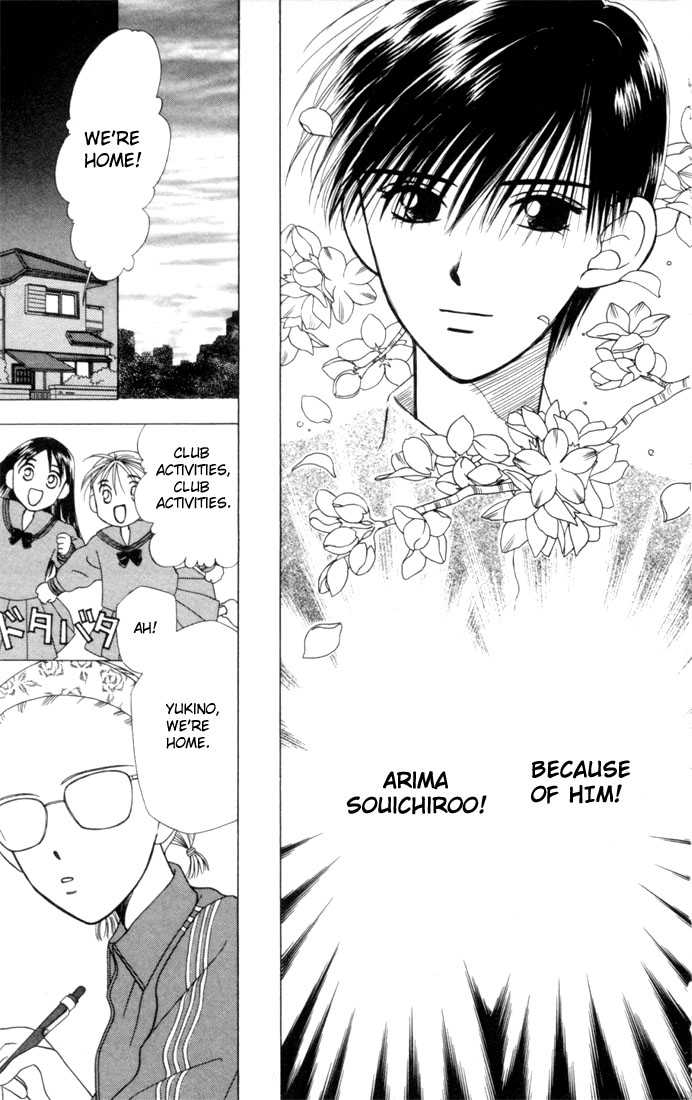 BECAUSE
OF HIM!
ARIMA
SOUICHIROO!
WE'RE
HOME!
CLUB
ACTIVITIES,
CLUB
ACTIVITIES.
ドタバタ
AH!
YUKINO,
WE'RE
HOME.